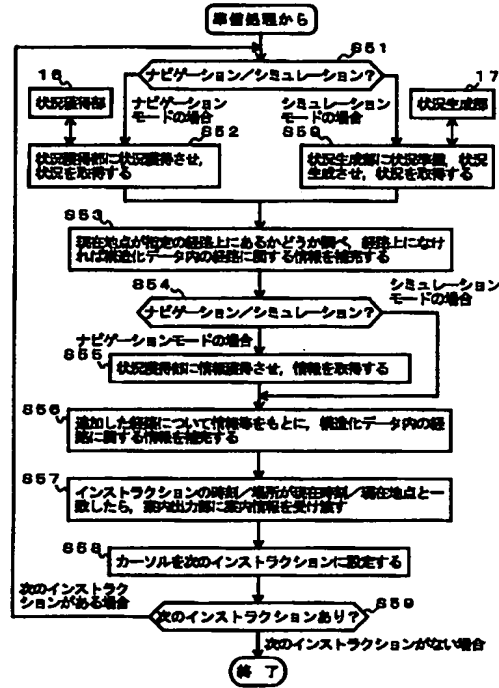 準備処理から
S51
ナビゲーション/シミュレーション?
16
状況獲得部
ナビゲーション
モードの場合
シミュレーション
モードの場合
17
状況生成部
S52
状況獲得部に状況獲得させ,
状況を取得する
S50
状況生成部に状況準備,状況
生成させ,状況を取得する
S53
現在地点が指定の経路上にあるかどうか調べ,経路上になけ
れば構造化データ内の経路に関する情報を補充する
S54
ナビゲーション/シミュレーション?
シミュレーション
モードの場合
ナビゲーションモードの場合
S55
状況獲得部に情報獲得させ,情報を取得する
S56
追加した経路について情報等をもとに,構造化データ内の経
路に関する情報を補充する
S57
インストラクションの時刻/場所が現在時刻/現在地点と一
致したら,案内出力部に案内情報を受け渡す
S58
カーソルを次のインストラクションに設定する
次のインストラク
ションがある場合
S59
次のインストラクションあり?
次のインストラクションがない場合
終了